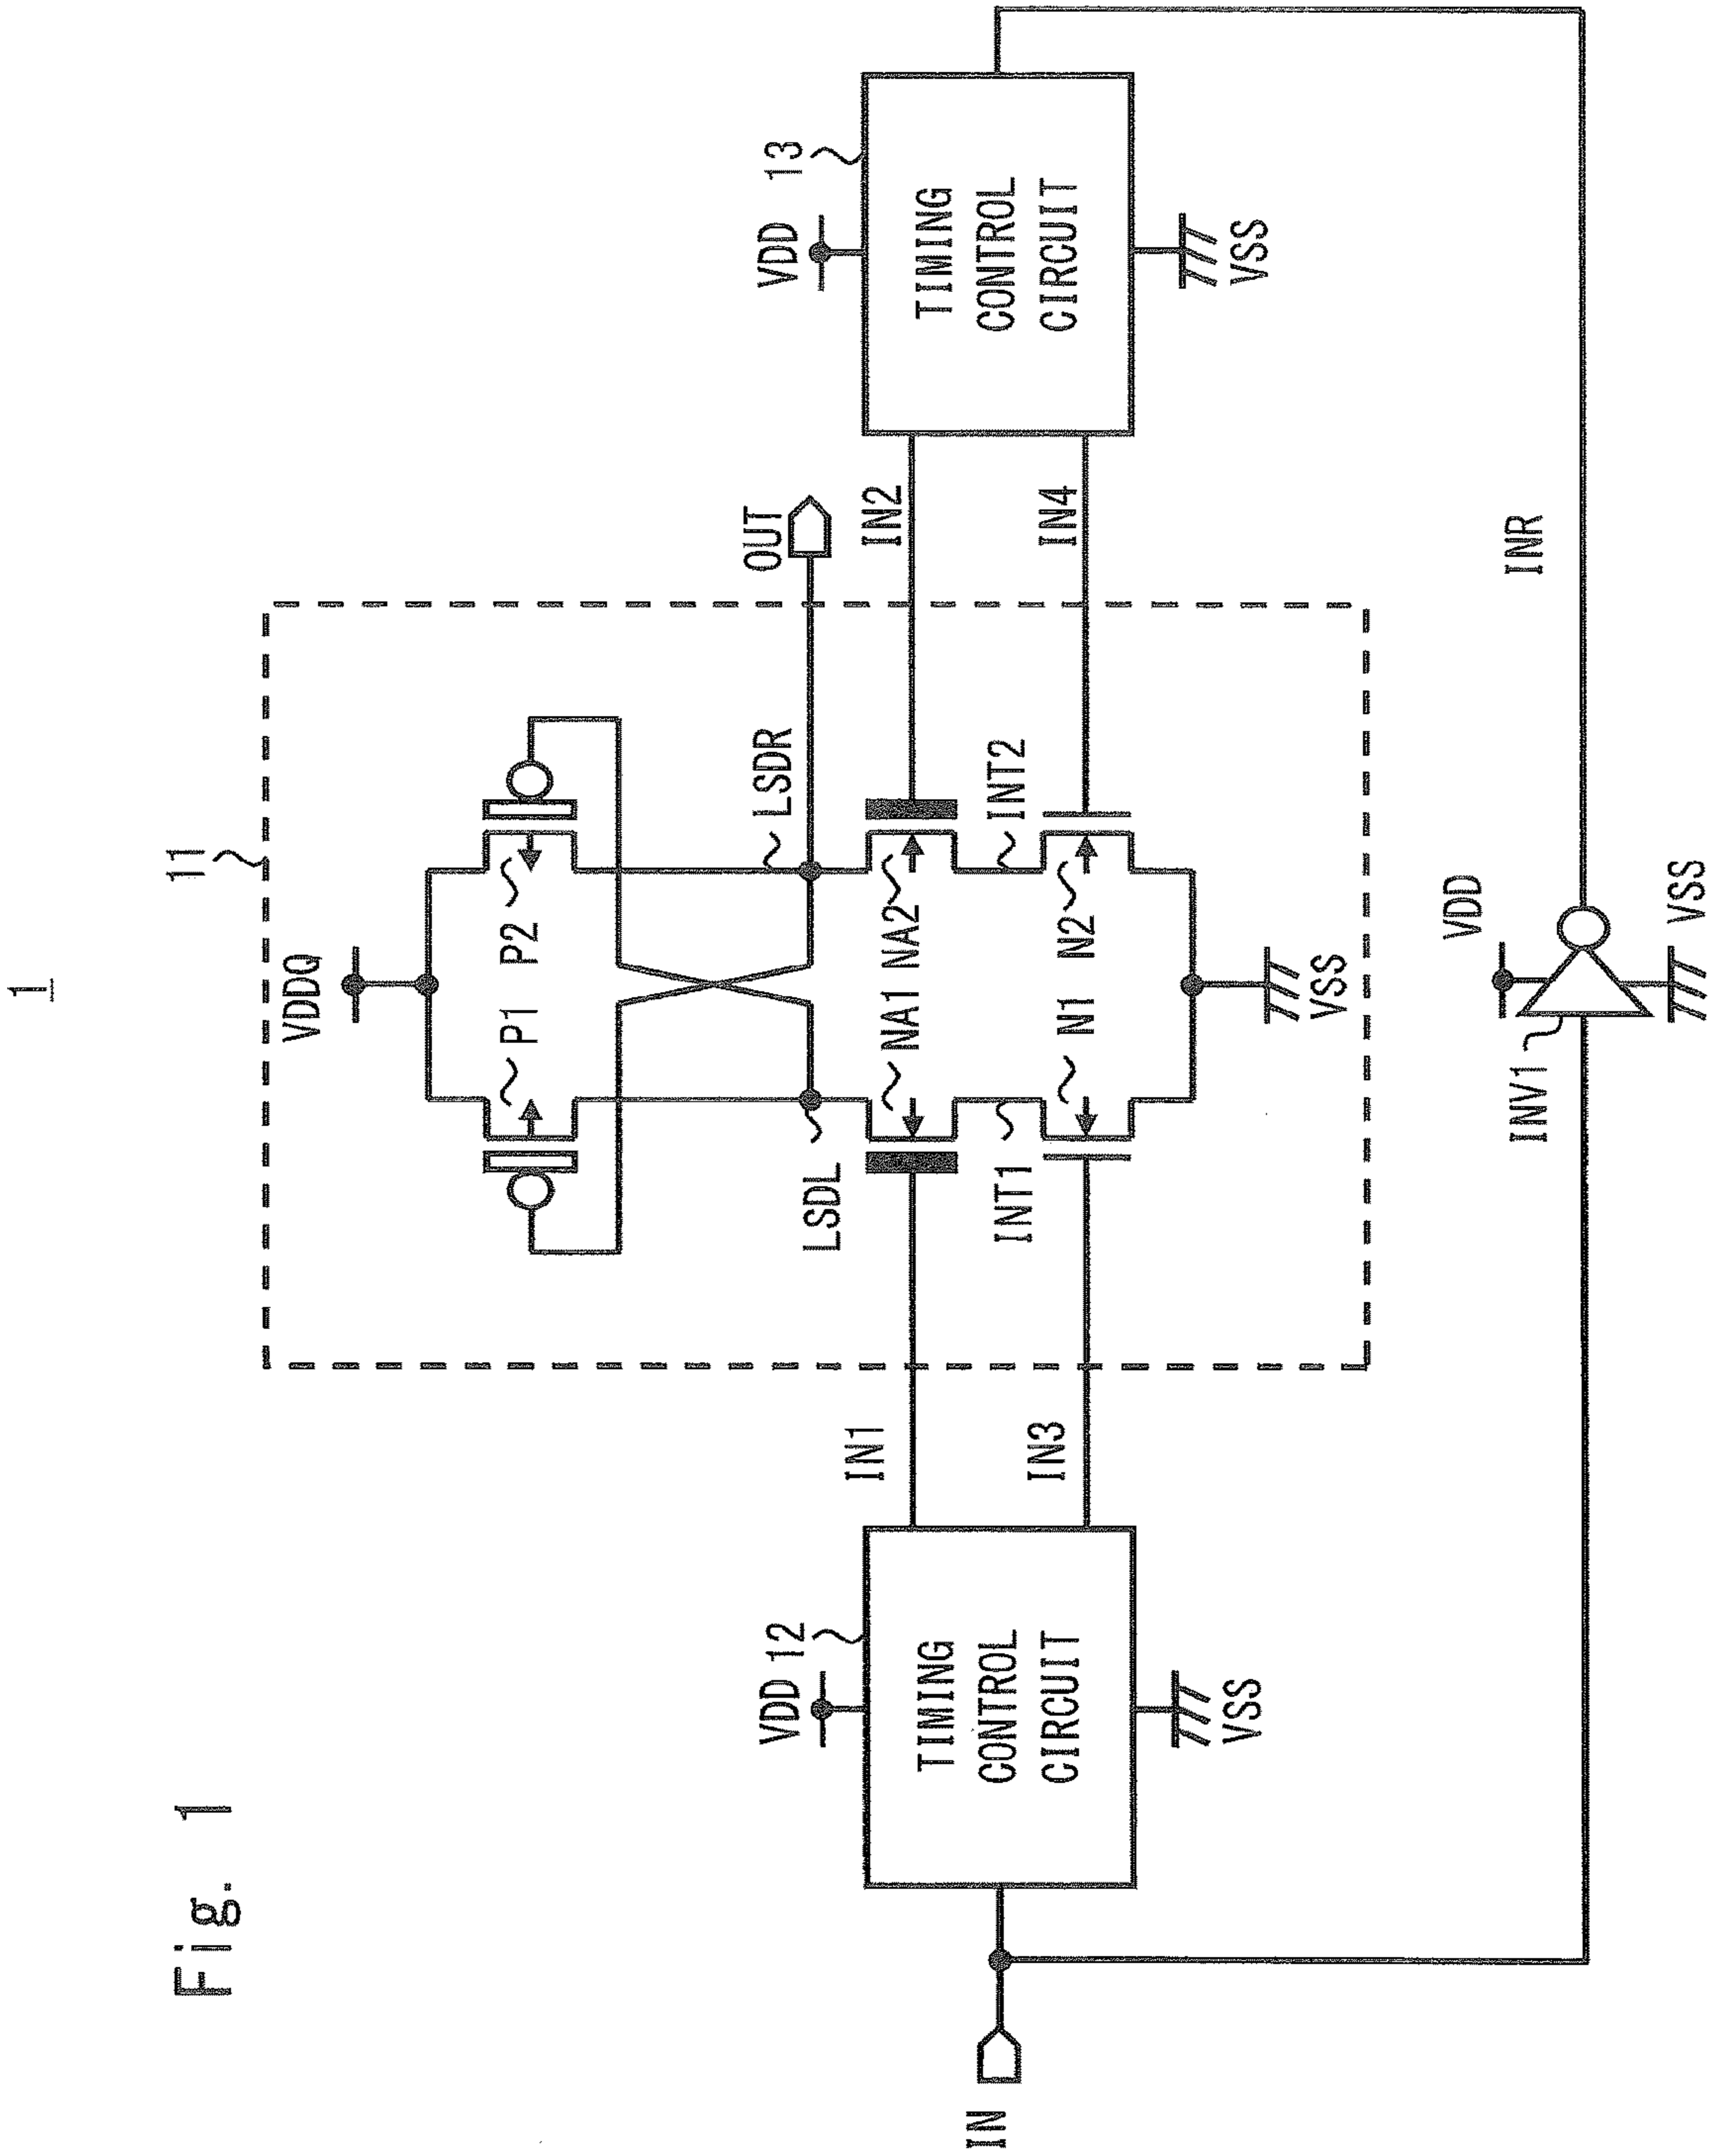 Fig. 1
1
11
VDDQ
P1
P2
LSDL
LSDR
OUT
NA1
NA2
INT1
INT2
N1
N2
VSS
IN
VDD
12
TIMING
CONTROL
CIRCUIT
VSS
IN1
IN3
IN2
IN4
VDD
13
TIMING
CONTROL
CIRCUIT
VSS
INV1
VDD
VSS
INR